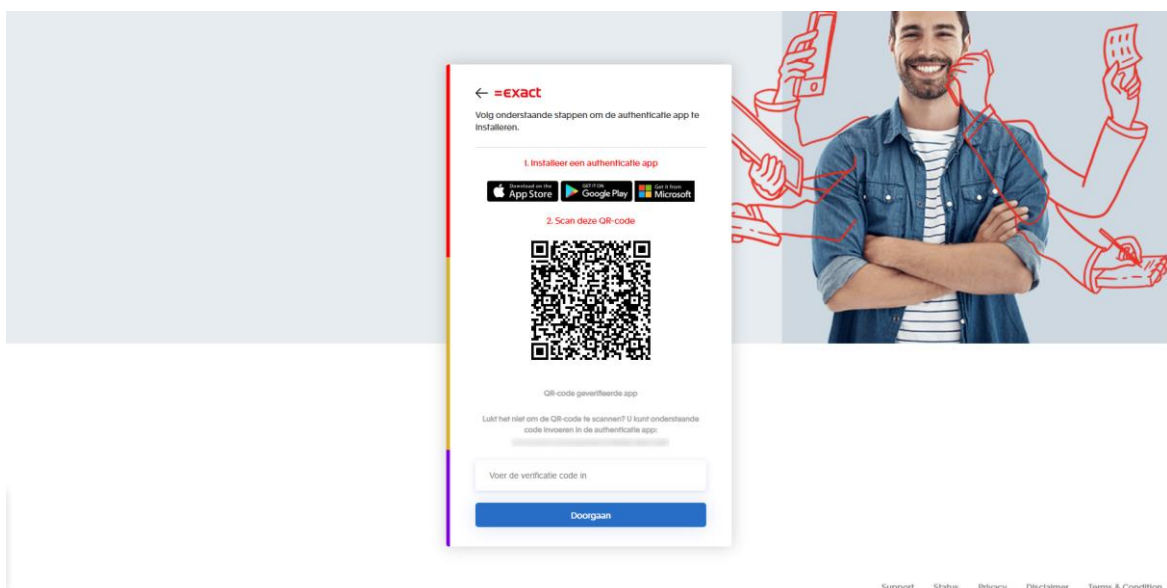 ← =exact
Volg onderstaande stappen om de authenticatie app te
installeren.
1. Installeer een authenticatie app
Download on the
App Store
GET IT ON
Google Play
Get it from
Microsoft
2. Scan deze QR-code
QR-code geverifieerde app
Lukt het niet om de QR-code te scannen? U kunt onderstaande
code invoeren in de authenticatie app:
Voer de verificatie code in
Doorgaan
Support Status Privacy Disclaimer Terms & Condition